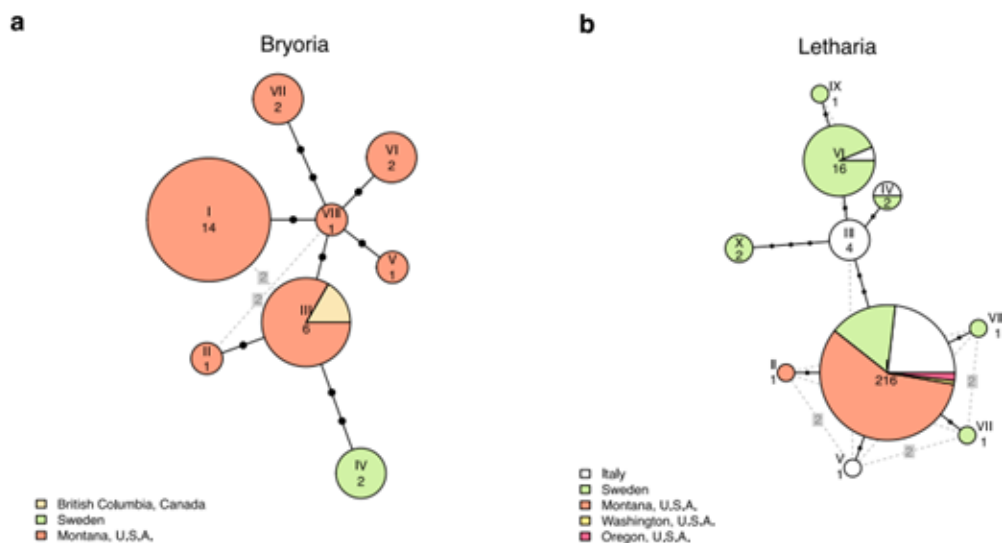 a
Bryoria
VII
2
VI
2
I
14
VIII
1
V
1
2
2
III
6
II
1
IV
2
British Columbia, Canada
Sweden
Montana, U.S.A.
b
Letharia
IX
1
VI
16
IV
2
III
4
X
2
VII
1
II
1
I
216
2
2
2
VII
1
V
1
Italy
Sweden
Montana, U.S.A.
Washington, U.S.A.
Oregon, U.S.A.